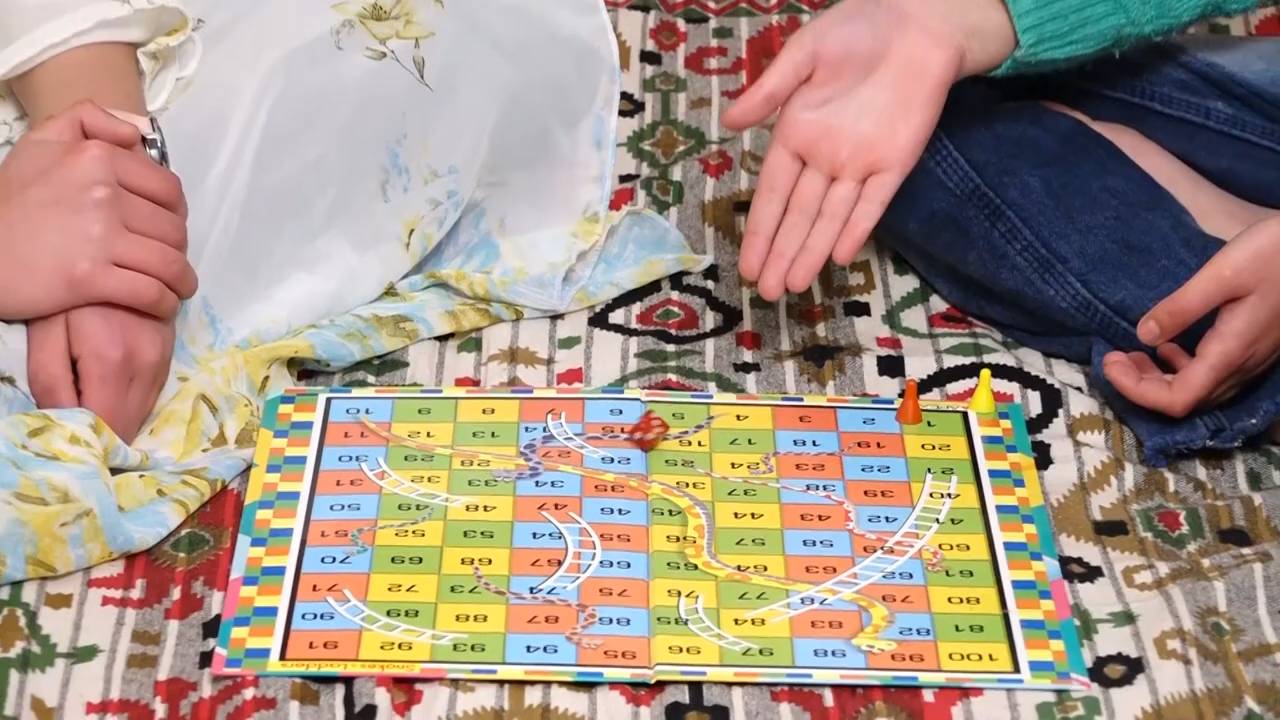 Snakes & Ladders
100 99 98 97 96 95 94 93 92 91
81 82 83 84 85 86 87 88 89 90
80 79 78 77 76 75 74 72 71
61 62 65 66 68 69 70
60 59 58 57 56 55 54 53 52 51
41 42 43 44 45 46 47 48 49 50
40 39 38 37 36 35 34 33 32 31
21 22 23 24 25 26 27 28 29 30
20 19 18 17 16 15 14 13 12 11
1 2 3 4 5 6 8 9 10